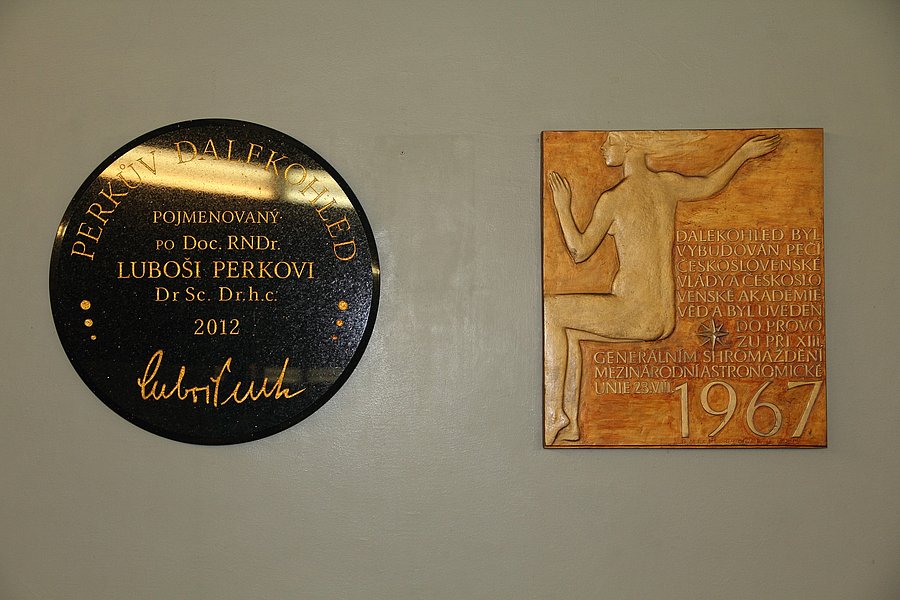 PERKŮV DALEKOHLED
POJMENOVANÝ
PO Doc. RNDr.
LUBOŠI PERKOVI
Dr Sc. Dr.h.c.
2012
DALEKOHLED BYL
VYBUDOVÁN PÉČÍ
ČESKOSLOVENSKÉ
VLÁDY A ČESKOSLO
VENSKÉ AKADEMIE
VĚD A BYL UVEDEN
DO PROVO
ZU PŘI XIII.
GENERÁLNÍM SHROMÁŽDĚNÍ
MEZINÁRODNÍ ASTRONOMICKÉ
UNIE 23.VIII.
1967